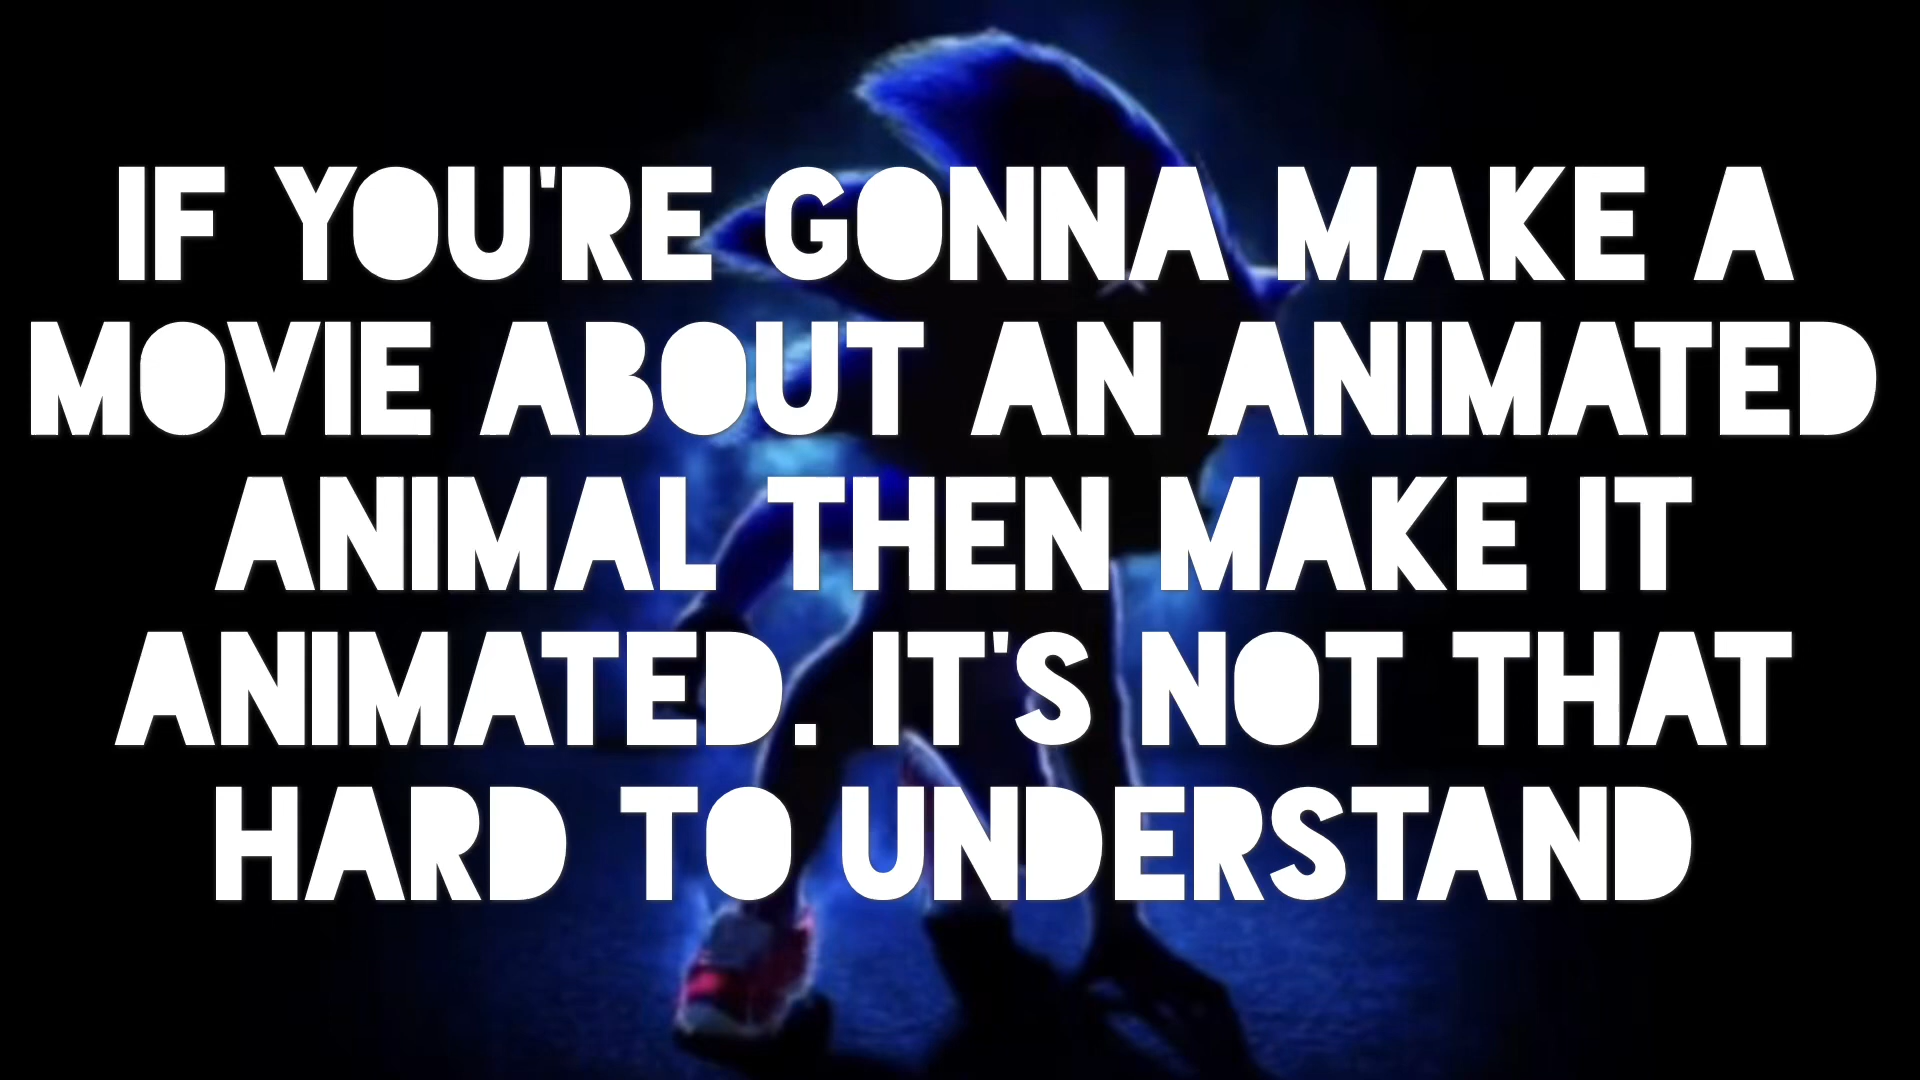 IF YOU'RE GONNA MAKE A
MOVIE ABOUT AN ANIMATED
ANIMAL THEN MAKE IT
ANIMATED. IT'S NOT THAT
HARD TO UNDERSTAND